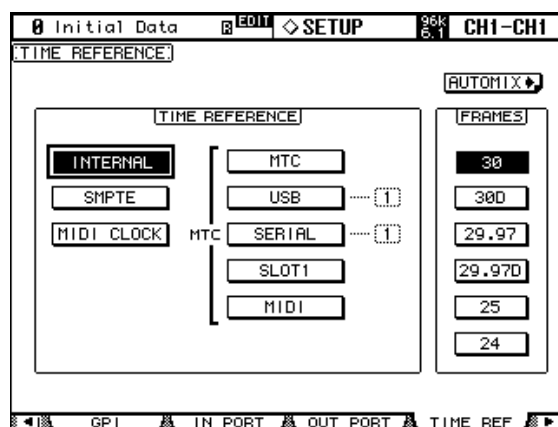 0 Initial Data R EDIT ◇SETUP 96k 6.1 CH1-CH1
TIME REFERENCE
AUTOMIX
TIME REFERENCE
FRAMES
INTERNAL MTC 30
SMPTE USB 1 30D
MIDI CLOCK MTC SERIAL 1 29.97
SLOT1 29.97D
MIDI 25
24
GPI IN PORT OUT PORT TIME REF